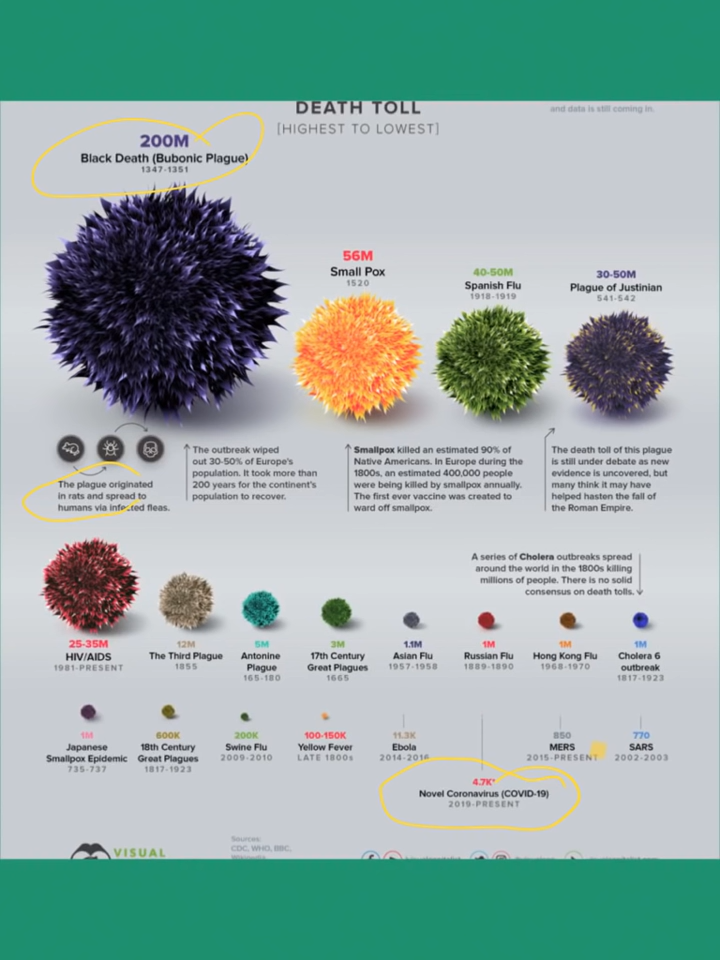 DEATH TOLL
[HIGHEST TO LOWEST]
and data is still coming in.
200M
Black Death (Bubonic Plague)
1347-1351
56M
Small Pox
1520
40-50M
Spanish Flu
1918-1919
30-50M
Plague of Justinian
541-542
The plague originated
in rats and spread to
humans via infected fleas.
The outbreak wiped
out 30-50% of Europe's
population. It took more than
200 years for the continent's
population to recover.
Smallpox killed an estimated 90% of
Native Americans. In Europe during the
1800s, an estimated 400,000 people
were being killed by smallpox annually.
The first ever vaccine was created to
ward off smallpox.
The death toll of this plague
is still under debate as new
evidence is uncovered, but
many think it may have
helped hasten the fall of
the Roman Empire.
A series of Cholera outbreaks spread
around the world in the 1800s killing
millions of people. There is no solid
consensus on death tolls.
25-35M
HIV/AIDS
1981-PRESENT
12M
The Third Plague
1855
5M
Antonine
Plague
165-180
3M
17th Century
Great Plagues
1665
1.1M
Asian Flu
1957-1958
1M
Russian Flu
1889-1890
1M
Hong Kong Flu
1968-1970
1M
Cholera 6
outbreak
1817-1923
1M
Japanese
Smallpox Epidemic
735-737
600K
18th Century
Great Plagues
1817-1923
200K
Swine Flu
2009-2010
100-150K
Yellow Fever
LATE 1800s
11.3K
Ebola
2014-2016
850
MERS
2015-PRESENT
770
SARS
2002-2003
4.7K*
Novel Coronavirus (COVID-19)
2019-PRESENT
VISUAL
Sources:
CDC, WHO, BBC,
Wikipedia